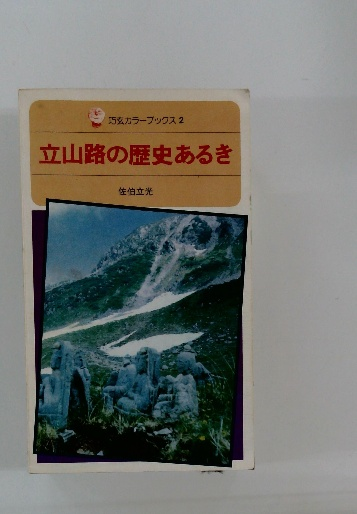 巧玄カラーブックス 2
立山路の歴史あるき
佐伯立光